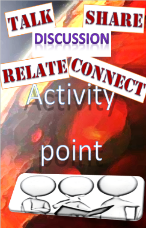 TALK SHARE
DISCUSSION
RELATE CONNECT
Activity
point